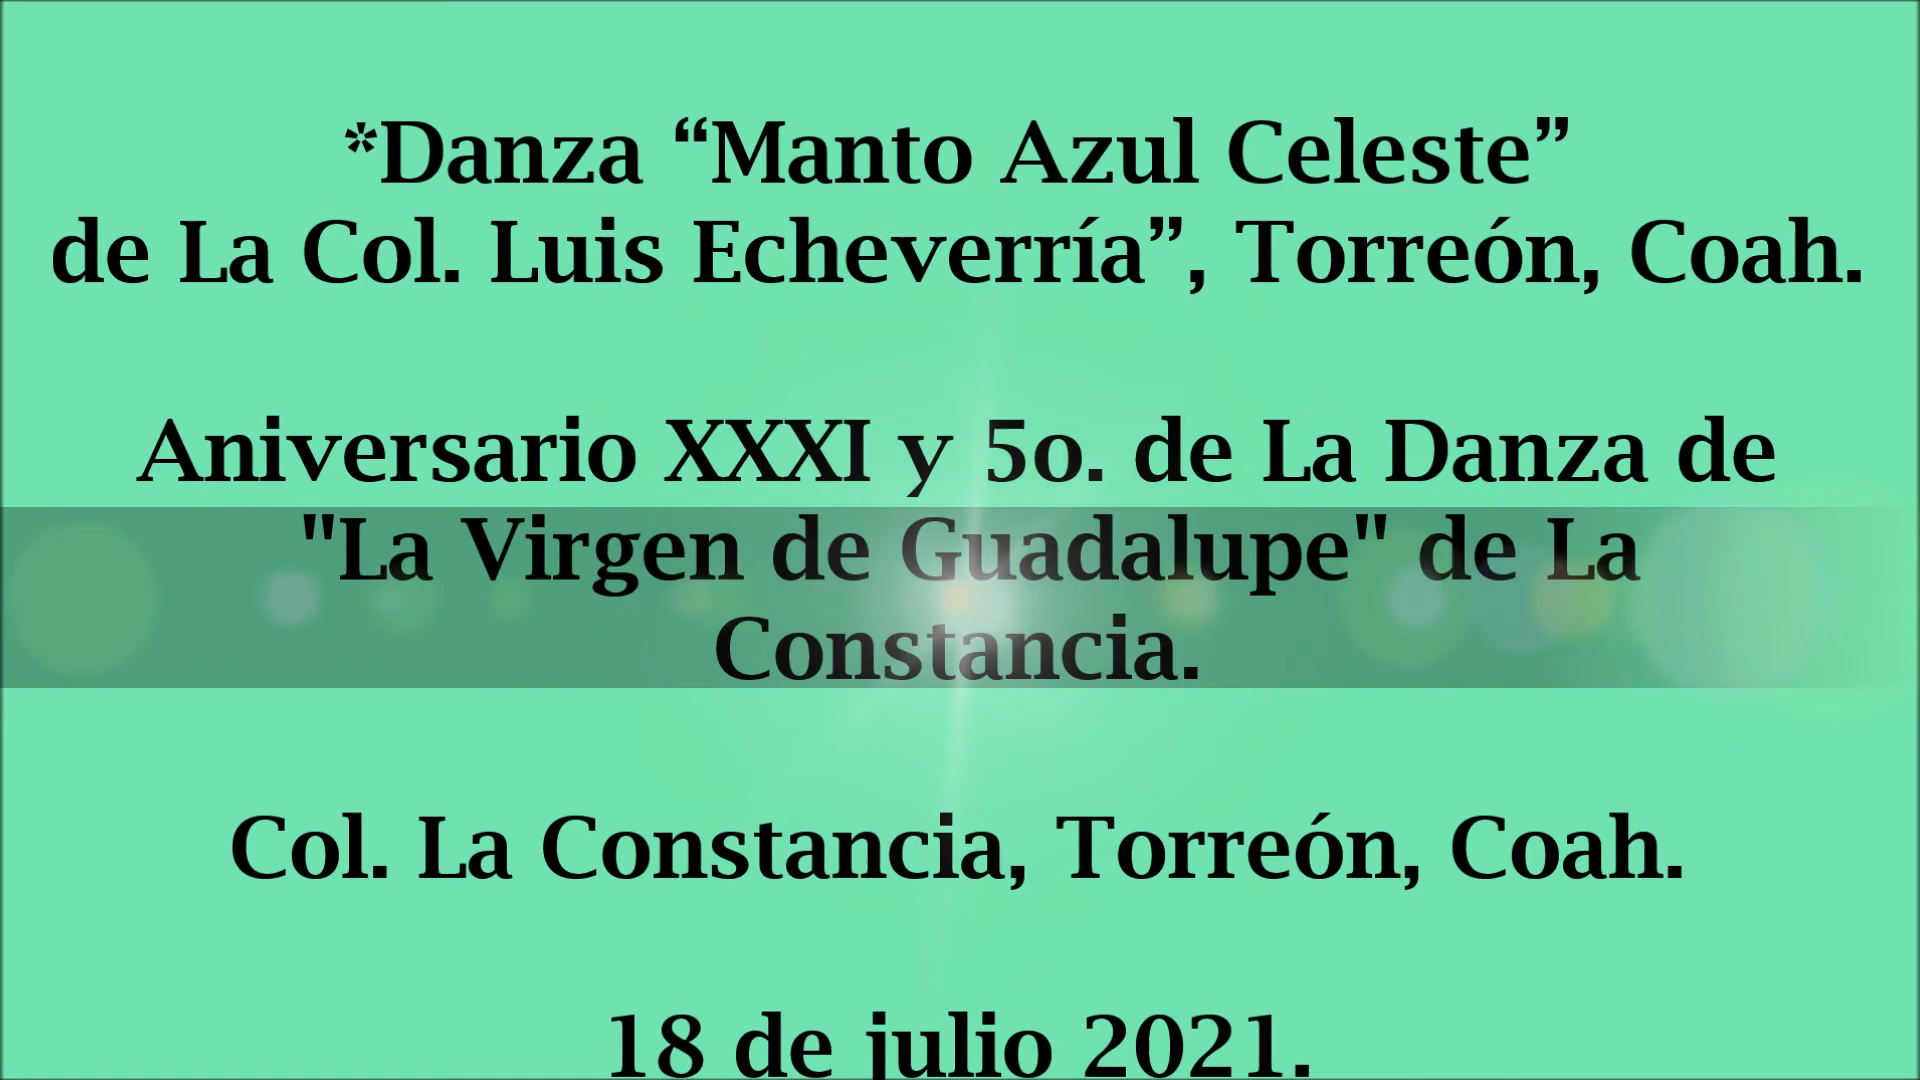 *Danza “Manto Azul Celeste”
de La Col. Luis Echeverría”, Torreón, Coah.
Aniversario XXXI y 5o. de La Danza de
"La Virgen de Guadalupe" de La
Constancia.
Col. La Constancia, Torreón, Coah.
18 de julio 2021.